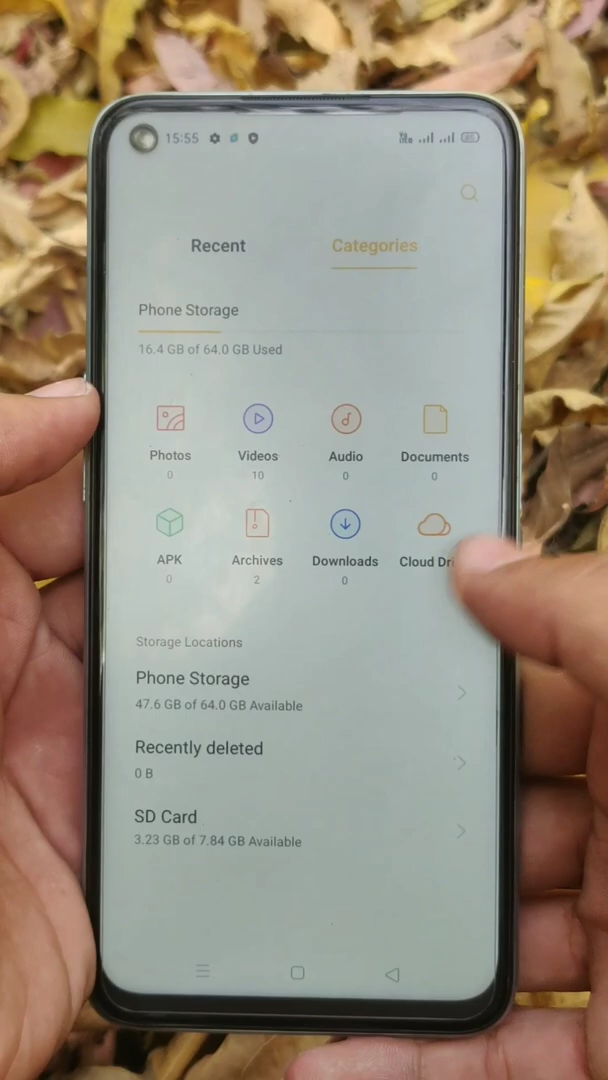 15:55
Recent Categories
Phone Storage
16.4 GB of 64.0 GB Used
Photos Videos Audio Documents
0 10 0 0
APK Archives Downloads Cloud
0 2 0
Storage Locations
Phone Storage
47.6 GB of 64.0 GB Available
Recently deleted
0 B
SD Card
3.23 GB of 7.84 GB Available